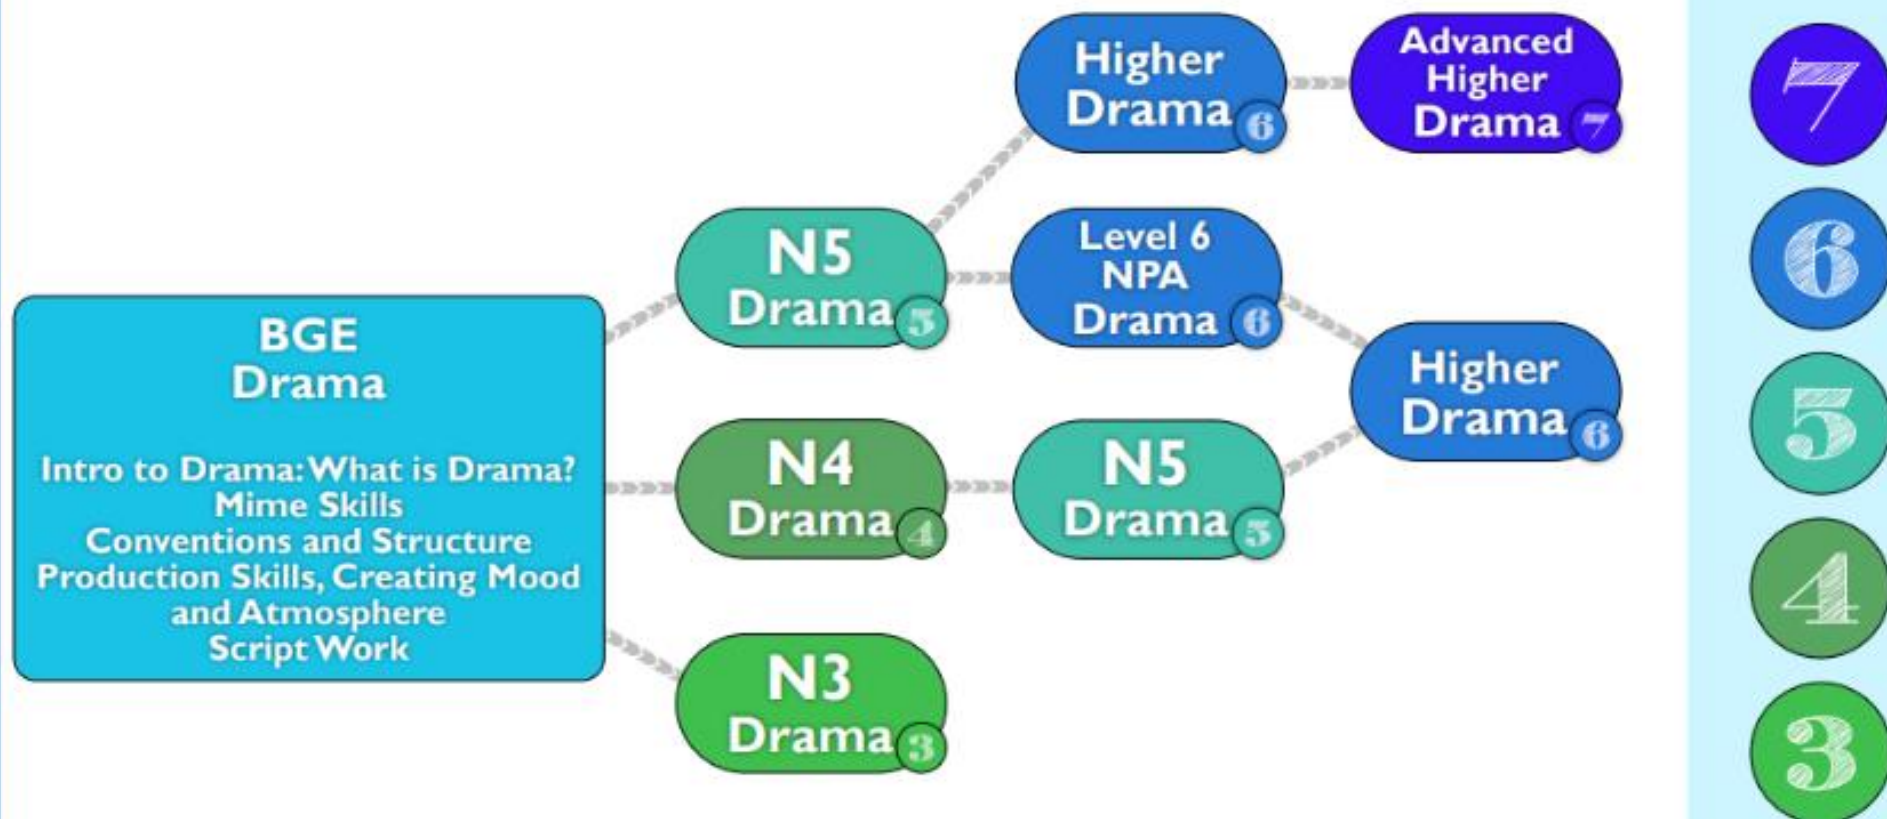 BGE
Drama
Intro to Drama: What is Drama?
Mime Skills
Conventions and Structure
Production Skills, Creating Mood
and Atmosphere
Script Work
N5
Drama
5
N4
Drama
4
N3
Drama
3
Higher
Drama
6
Level 6
NPA
Drama
6
N5
Drama
5
Advanced
Higher
Drama
7
Higher
Drama
6
7
6
5
4
3